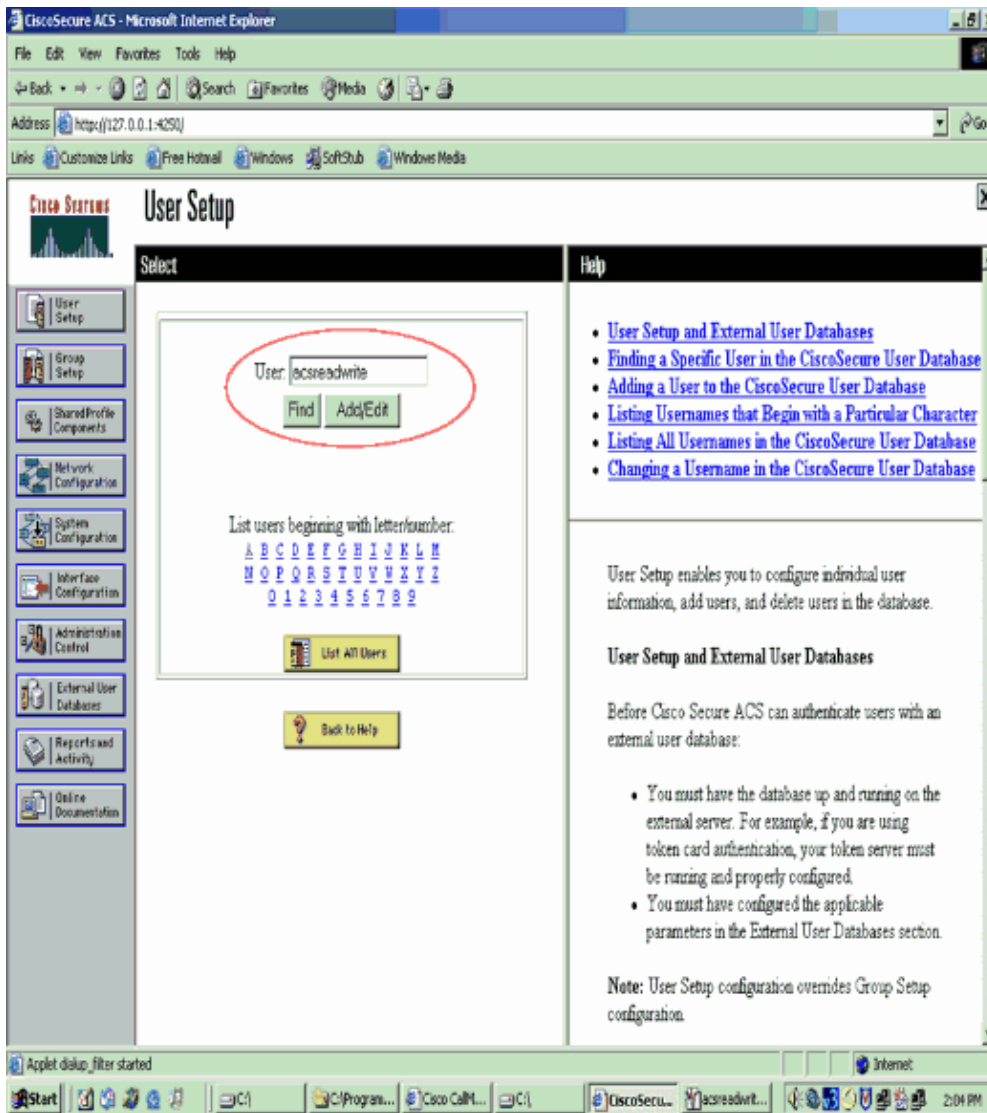 CiscoSecure ACS - Microsoft Internet Explorer
File Edit View Favorites Tools Help
Back Search Favorites Media
Address http://127.0.0.1:4250/ Go
Links Customize Links Free Hotmail Windows SoftStub Windows Media
Cisco Systems
User Setup
Select
Help
User Setup
Group Setup
Shared Profile Components
Network Configuration
System Configuration
Interface Configuration
Administration Control
External User Databases
Reports and Activity
Online Documentation
User: acsreadwrite
Find Add/Edit
List users beginning with letter/number:
A B C D E F G H I J K L M
N O P Q R S T U V W X Y Z
0 1 2 3 4 5 6 7 8 9
List All Users
Back to Help
User Setup and External User Databases
Finding a Specific User in the CiscoSecure User Database
Adding a User to the CiscoSecure User Database
Listing Usernames that Begin with a Particular Character
Listing All Usernames in the CiscoSecure User Database
Changing a Username in the CiscoSecure User Database
User Setup enables you to configure individual user
information, add users, and delete users in the database.
User Setup and External User Databases
Before Cisco Secure ACS can authenticate users with an
external user database:
You must have the database up and running on the
external server. For example, if you are using
token card authentication, your token server must
be running and properly configured.
You must have configured the applicable
parameters in the External User Databases section.
Note: User Setup configuration overrides Group Setup
configuration.
Applet dialup_filter started Internet
Start C:\ C:\Program... Cisco CallM... C:\ CiscoSecu... acsreadwrit... 2:04 PM